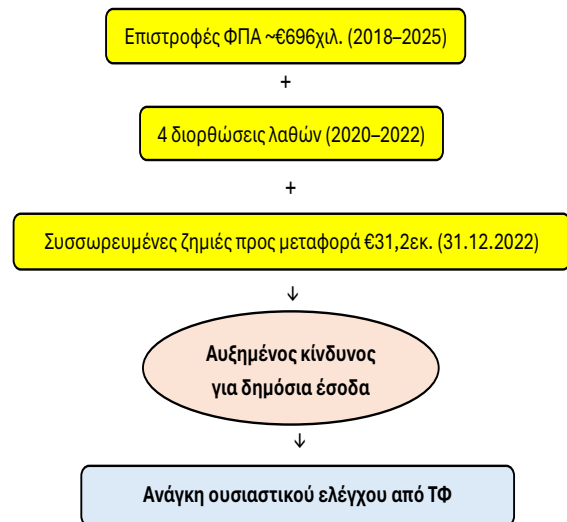 Επιστροφές ΦΠΑ ~€696χιλ. (2018–2025)
+
4 διορθώσεις λαθών (2020–2022)
+
Συσσωρευμένες ζημιές προς μεταφορά €31,2εκ. (31.12.2022)
↓
Αυξημένος κίνδυνος
για δημόσια έσοδα
↓
Ανάγκη ουσιαστικού ελέγχου από ΤΦ